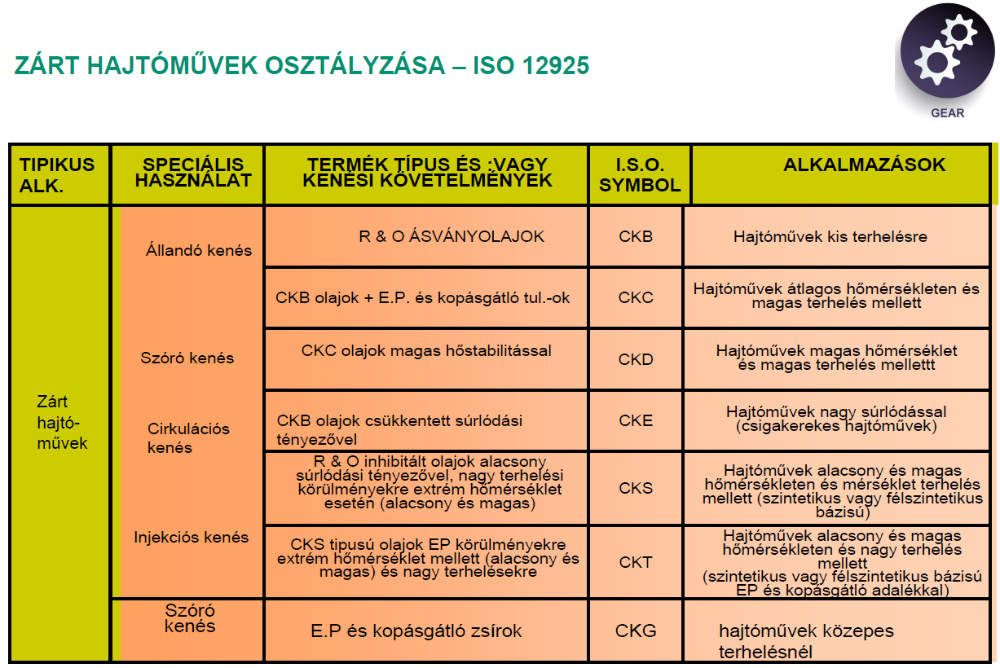 ZÁRT HAJTÓMŰVEK OSZTÁLYZÁSA – ISO 12925
GEAR
TIPIKUS
ALK.
SPECIÁLIS
HASZNÁLAT
TERMÉK TÍPUS ÉS :VAGY
KENÉSI KÖVETELMÉNYEK
I.S.O.
SYMBOL
ALKALMAZÁSOK
Zárt
hajtó-
művek
Állandó kenés
R & O ÁSVÁNYOLAJOK
CKB
Hajtóművek kis terhelésre
CKB olajok + E.P. és kopásgátló tul.-ok
CKC
Hajtóművek átlagos hőmérsékleten és
magas terhelés mellett
Szóró kenés
CKC olajok magas hőstabilitással
CKD
Hajtóművek magas hőmérséklet
és magas terhelés mellettt
Cirkulációs
kenés
CKB olajok csükkentett súrlódási
tényezővel
CKE
Hajtóművek nagy súrlódással
(csigakerekes hajtóművek)
R & O inhibitált olajok alacsony
súrlódási tényezővel, nagy terhelési
körülményekre extrém hőmérséklet
esetén (alacsony és magas)
CKS
Hajtóművek alacsony és magas
hőmérsékleten és mérséklet terhelés
mellett (szintetikus vagy félszintetikus
bázisú)
Injekciós kenés
CKS tipusú olajok EP körülményekre
extrém hőmérséklet mellett (alacsony és
magas) és nagy terhelésekre
CKT
Hajtóművek alacsony és magas
hőmérsékleten és nagy terhelés
mellett
(szintetikus vagy félszintetikus bázisú
EP és kopásgátló adalékkal)
Szóró
kenés
E.P és kopásgátló zsírok
CKG
hajtóművek közepes
terhelésnél